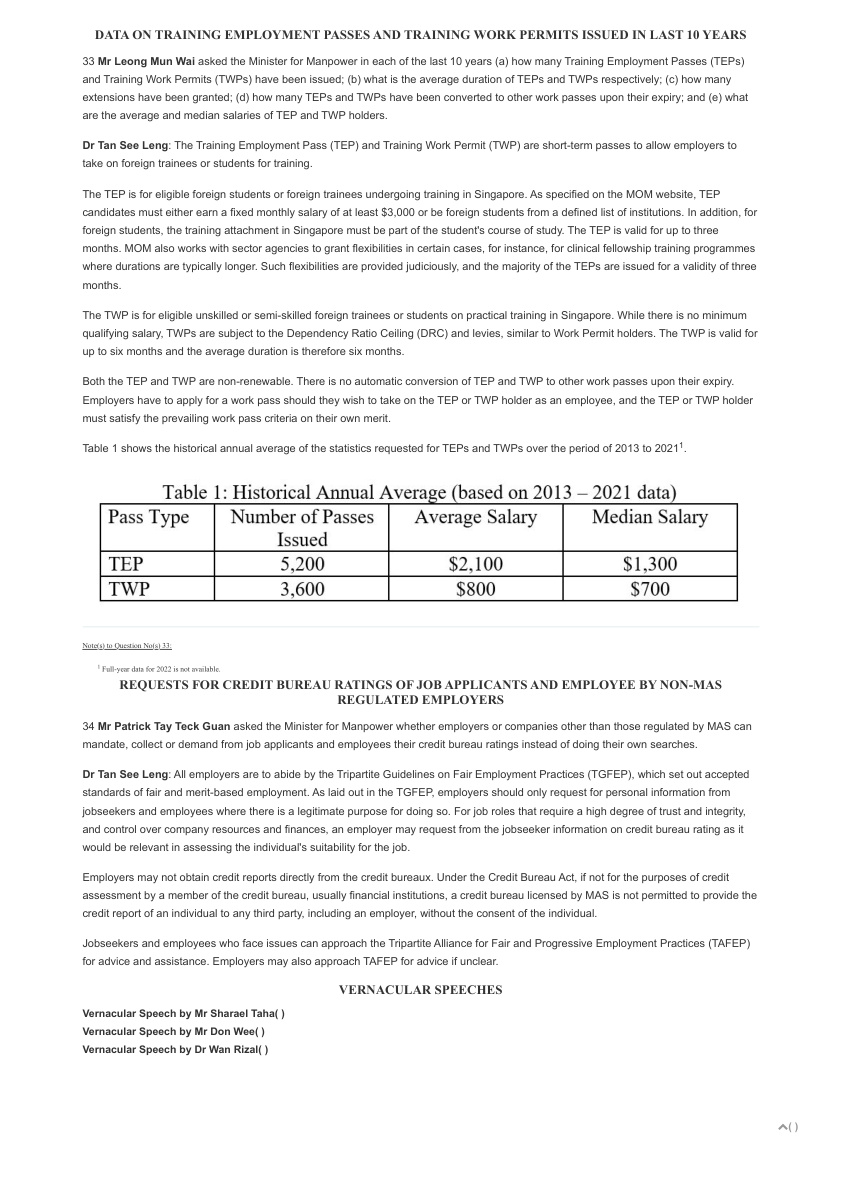 DATA ON TRAINING EMPLOYMENT PASSES AND TRAINING WORK PERMITS ISSUED IN LAST 10 YEARS
33 Mr Leong Mun Wai asked the Minister for Manpower in each of the last 10 years (a) how many Training Employment Passes (TEPs)
and Training Work Permits (TWPs) have been issued; (b) what is the average duration of TEPs and TWPs respectively; (c) how many
extensions have been granted; (d) how many TEPs and TWPs have been converted to other work passes upon their expiry; and (e) what
are the average and median salaries of TEP and TWP holders.
Dr Tan See Leng: The Training Employment Pass (TEP) and Training Work Permit (TWP) are short-term passes to allow employers to
take on foreign trainees or students for training.
The TEP is for eligible foreign students or foreign trainees undergoing training in Singapore. As specified on the MOM website, TEP
candidates must either earn a fixed monthly salary of at least $3,000 or be foreign students from a defined list of institutions. In addition, for
foreign students, the training attachment in Singapore must be part of the student's course of study. The TEP is valid for up to three
months. MOM also works with sector agencies to grant flexibilities in certain cases, for instance, for clinical fellowship training programmes
where durations are typically longer. Such flexibilities are provided judiciously, and the majority of the TEPs are issued for a validity of three
months.
The TWP is for eligible unskilled or semi-skilled foreign trainees or students on practical training in Singapore. While there is no minimum
qualifying salary, TWPs are subject to the Dependency Ratio Ceiling (DRC) and levies, similar to Work Permit holders. The TWP is valid for
up to six months and the average duration is therefore six months.
Both the TEP and TWP are non-renewable. There is no automatic conversion of TEP and TWP to other work passes upon their expiry.
Employers have to apply for a work pass should they wish to take on the TEP or TWP holder as an employee, and the TEP or TWP holder
must satisfy the prevailing work pass criteria on their own merit.
Table 1 shows the historical annual average of the statistics requested for TEPs and TWPs over the period of 2013 to 2021¹.
Table 1: Historical Annual Average (based on 2013 – 2021 data)
Pass Type Number of Passes Issued Average Salary Median Salary
TEP 5,200 $2,100 $1,300
TWP 3,600 $800 $700
Note(s) to Question No(s) 33:
¹ Full-year data for 2022 is not available.
REQUESTS FOR CREDIT BUREAU RATINGS OF JOB APPLICANTS AND EMPLOYEE BY NON-MAS
REGULATED EMPLOYERS
34 Mr Patrick Tay Teck Guan asked the Minister for Manpower whether employers or companies other than those regulated by MAS can
mandate, collect or demand from job applicants and employees their credit bureau ratings instead of doing their own searches.
Dr Tan See Leng: All employers are to abide by the Tripartite Guidelines on Fair Employment Practices (TGFEP), which set out accepted
standards of fair and merit-based employment. As laid out in the TGFEP, employers should only request for personal information from
jobseekers and employees where there is a legitimate purpose for doing so. For job roles that require a high degree of trust and integrity,
and control over company resources and finances, an employer may request from the jobseeker information on credit bureau rating as it
would be relevant in assessing the individual's suitability for the job.
Employers may not obtain credit reports directly from the credit bureaux. Under the Credit Bureau Act, if not for the purposes of credit
assessment by a member of the credit bureau, usually financial institutions, a credit bureau licensed by MAS is not permitted to provide the
credit report of an individual to any third party, including an employer, without the consent of the individual.
Jobseekers and employees who face issues can approach the Tripartite Alliance for Fair and Progressive Employment Practices (TAFEP)
for advice and assistance. Employers may also approach TAFEP for advice if unclear.
VERNACULAR SPEECHES
Vernacular Speech by Mr Sharael Taha( )
Vernacular Speech by Mr Don Wee( )
Vernacular Speech by Dr Wan Rizal( )
( )